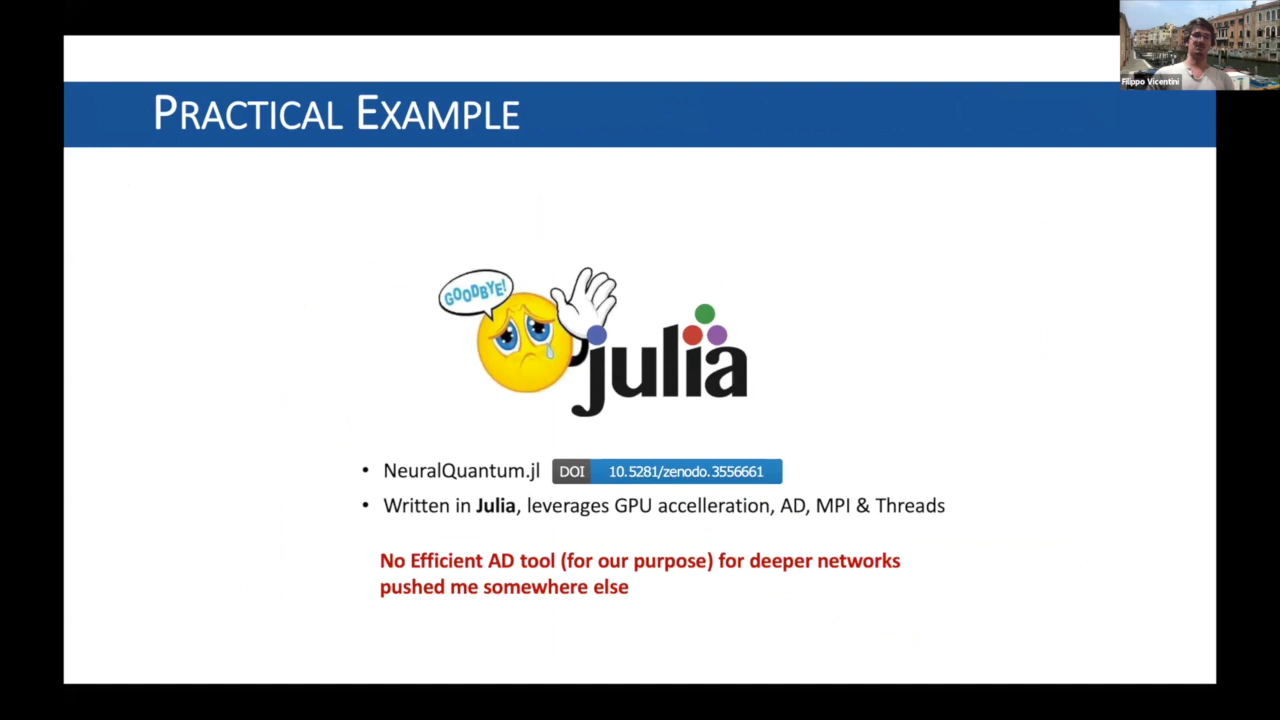 Filippo Vicentini
PRACTICAL EXAMPLE
GOODBYE!
julia
• NeuralQuantum.jl DOI 10.5281/zenodo.3556661
• Written in Julia, leverages GPU accelleration, AD, MPI & Threads
No Efficient AD tool (for our purpose) for deeper networks
pushed me somewhere else